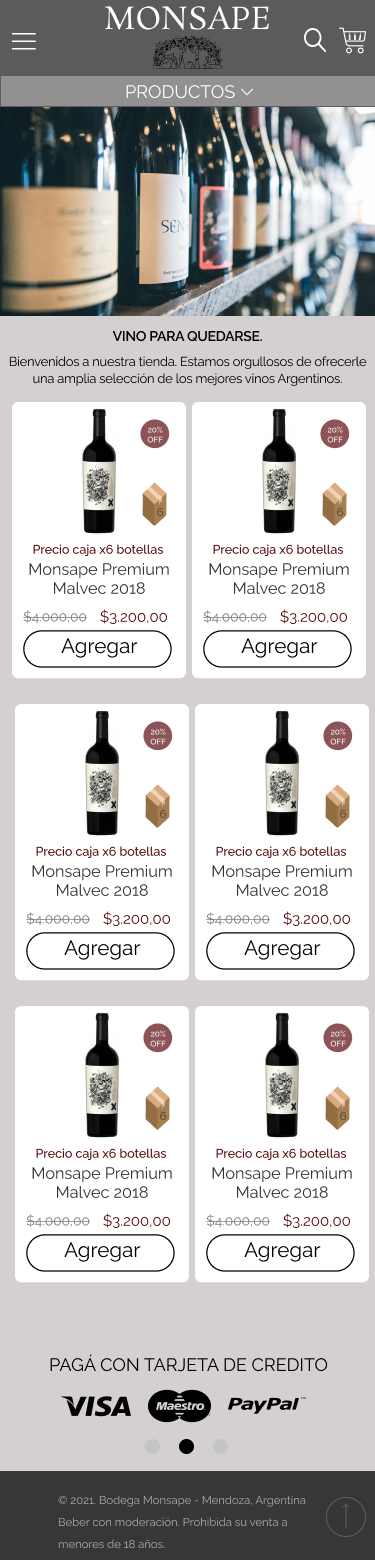 MONSAPE
PRODUCTOS
SEN
VINO PARA QUEDARSE.
Bienvenidos a nuestra tienda. Estamos orgullosos de ofrecerle
una amplia selección de los mejores vinos Argentinos.
20%
OFF
6
Precio caja x6 botellas
Monsape Premium
Malvec 2018
$4.000,00 $3.200,00
Agregar
20%
OFF
6
Precio caja x6 botellas
Monsape Premium
Malvec 2018
$4.000,00 $3.200,00
Agregar
20%
OFF
6
Precio caja x6 botellas
Monsape Premium
Malvec 2018
$4.000,00 $3.200,00
Agregar
20%
OFF
6
Precio caja x6 botellas
Monsape Premium
Malvec 2018
$4.000,00 $3.200,00
Agregar
20%
OFF
6
Precio caja x6 botellas
Monsape Premium
Malvec 2018
$4.000,00 $3.200,00
Agregar
20%
OFF
6
Precio caja x6 botellas
Monsape Premium
Malvec 2018
$4.000,00 $3.200,00
Agregar
PAGÁ CON TARJETA DE CREDITO
VISA Maestro PayPal
© 2021. Bodega Monsape - Mendoza, Argentina
Beber con moderación. Prohibida su venta a
menores de 18 años.